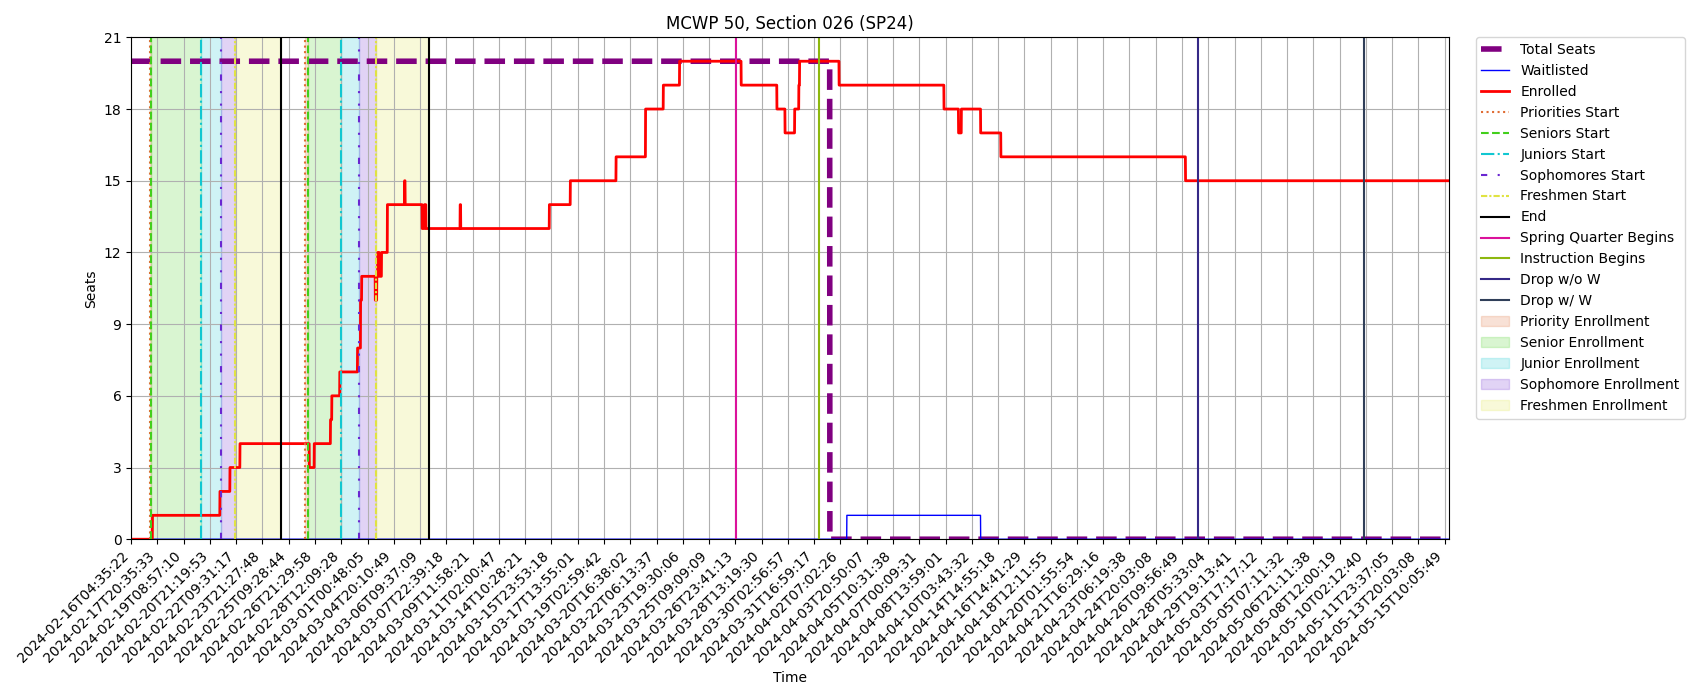 MCWP 50, Section 026 (SP24)
21
18
15
12
9
6
3
0
Seats
2024-02-16T04:35:22
2024-02-17T20:35:33
2024-02-19T08:57:10
2024-02-20T21:19:53
2024-02-22T09:31:17
2024-02-23T21:27:48
2024-02-25T09:28:44
2024-02-26T21:29:58
2024-02-28T12:09:28
2024-03-01T00:48:05
2024-03-04T20:10:49
2024-03-06T09:37:09
2024-03-07T22:39:18
2024-03-09T11:58:21
2024-03-11T02:00:47
2024-03-14T10:28:21
2024-03-15T23:53:18
2024-03-17T13:55:01
2024-03-19T02:59:42
2024-03-20T16:38:02
2024-03-22T06:13:37
2024-03-23T19:30:06
2024-03-25T09:09:09
2024-03-26T23:41:13
2024-03-28T13:19:30
2024-03-30T02:56:57
2024-03-31T16:59:17
2024-04-02T07:02:26
2024-04-03T20:50:07
2024-04-05T10:31:38
2024-04-07T00:09:31
2024-04-08T13:59:01
2024-04-10T03:43:32
2024-04-14T14:55:18
2024-04-16T14:41:29
2024-04-18T12:11:55
2024-04-20T01:55:54
2024-04-21T16:29:16
2024-04-23T06:19:38
2024-04-24T20:03:08
2024-04-26T09:56:49
2024-04-28T05:33:04
2024-04-29T19:13:41
2024-05-03T17:17:12
2024-05-05T07:11:32
2024-05-06T21:11:38
2024-05-08T12:00:19
2024-05-10T02:12:40
2024-05-11T23:37:05
2024-05-13T20:03:08
2024-05-15T10:05:49
Time
Total Seats
Waitlisted
Enrolled
Priorities Start
Seniors Start
Juniors Start
Sophomores Start
Freshmen Start
End
Spring Quarter Begins
Instruction Begins
Drop w/o W
Drop w/ W
Priority Enrollment
Senior Enrollment
Junior Enrollment
Sophomore Enrollment
Freshmen Enrollment